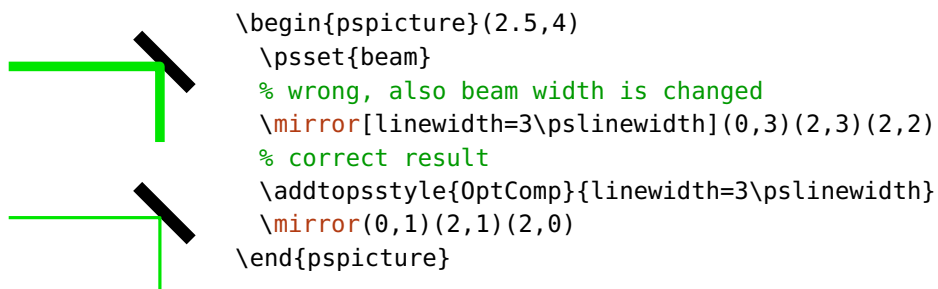 \begin{pspicture}(2.5,4)
\psset{beam}
% wrong, also beam width is changed
\mirror[linewidth=3\pslinewidth](0,3)(2,3)(2,2)
% correct result
\addtopsstyle{OptComp}{linewidth=3\pslinewidth}
\mirror(0,1)(2,1)(2,0)
\end{pspicture}